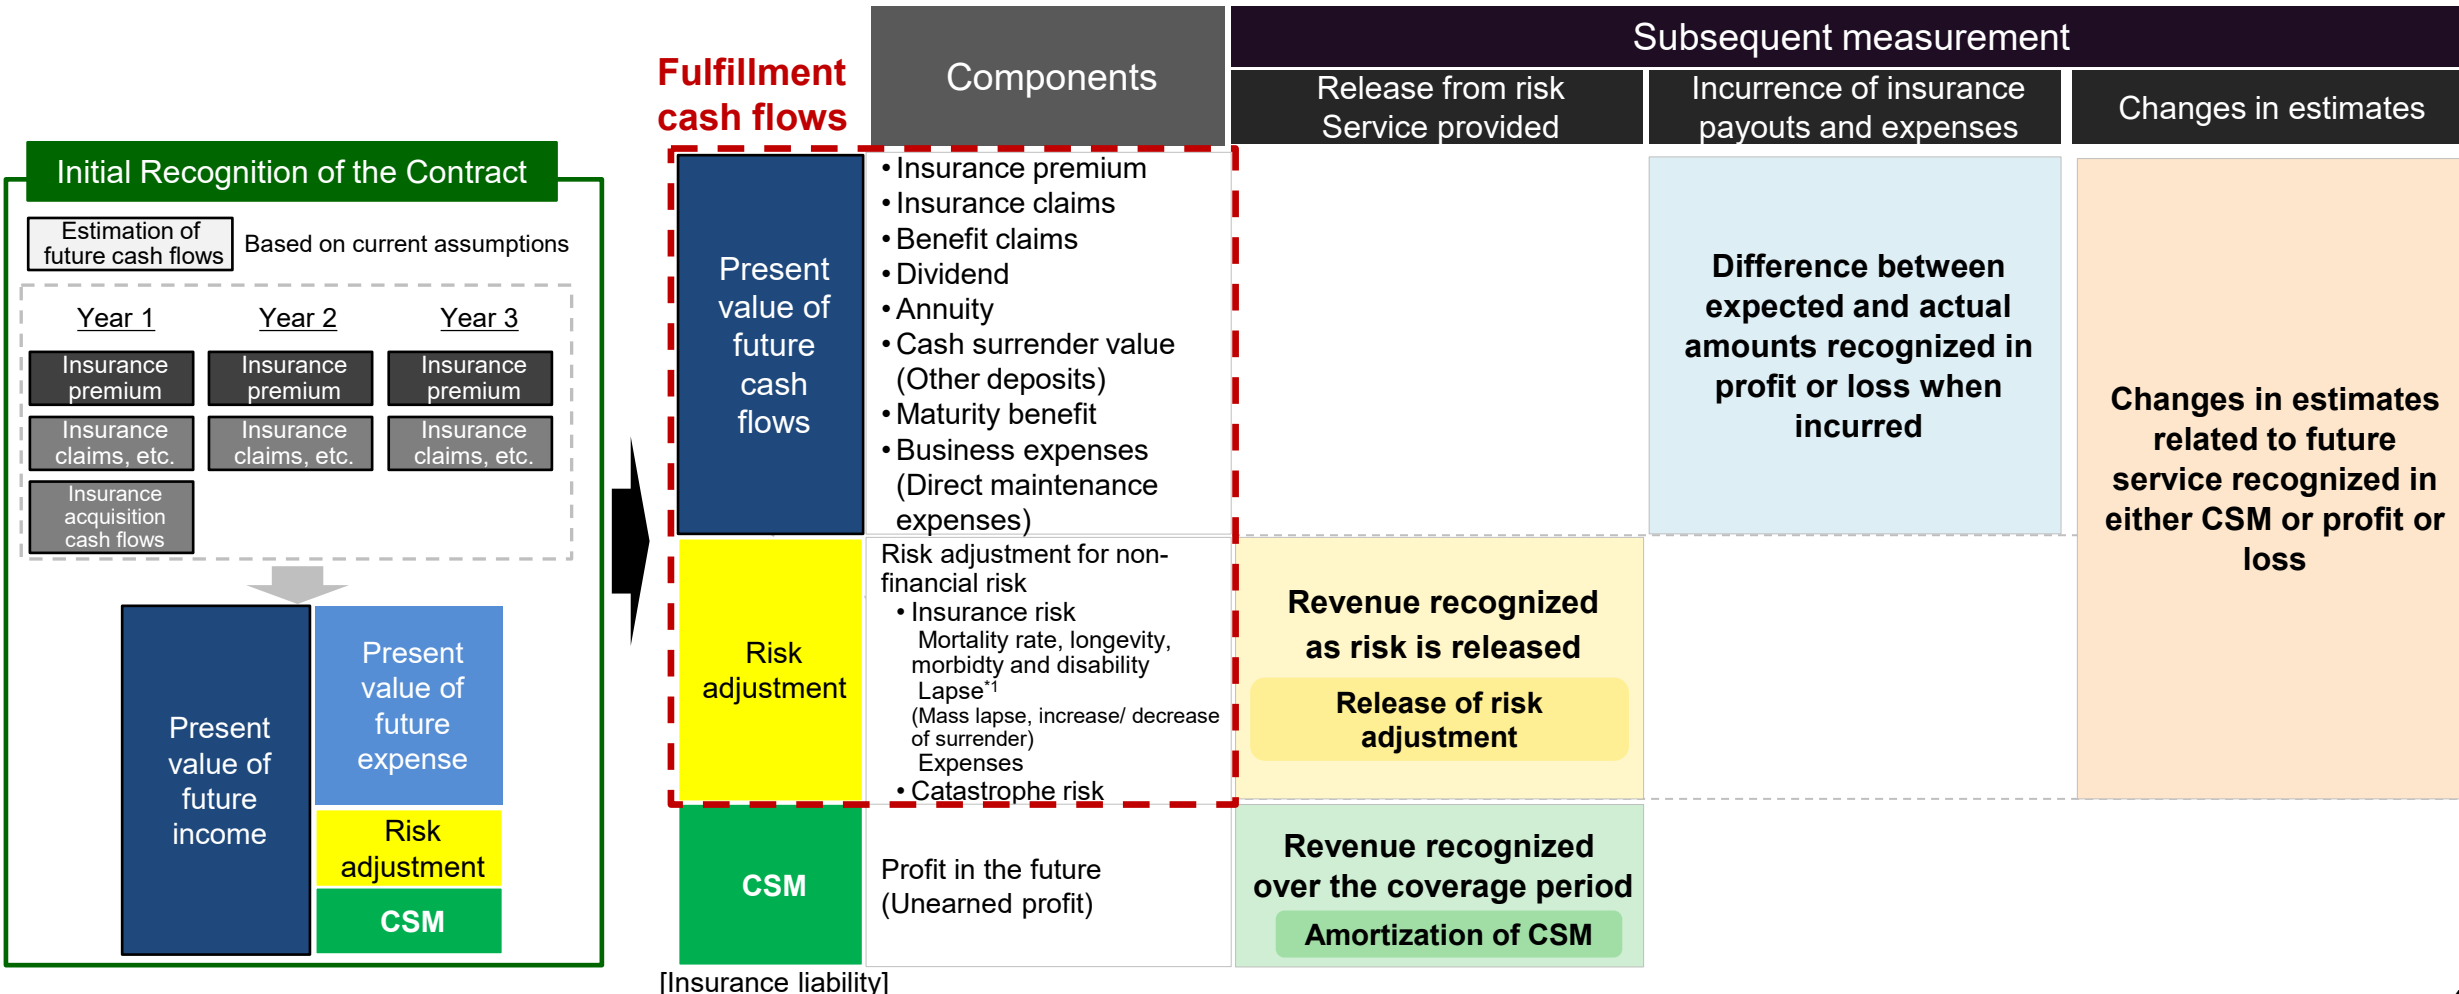 Initial Recognition of the Contract
Estimation of
future cash flows
Based on current assumptions
Year 1
Year 2
Year 3
Insurance
premium
Insurance
premium
Insurance
premium
Insurance
claims, etc.
Insurance
claims, etc.
Insurance
claims, etc.
Insurance
acquisition
cash flows
Present
value of
future
income
Present
value of
future
expense
Risk
adjustment
CSM
Fulfillment
cash flows
Components
Subsequent measurement
Release from risk
Service provided
Incurrence of insurance
payouts and expenses
Changes in estimates
Present
value of
future
cash
flows
• Insurance premium
• Insurance claims
• Benefit claims
• Dividend
• Annuity
• Cash surrender value
(Other deposits)
• Maturity benefit
• Business expenses
(Direct maintenance
expenses)
Difference between
expected and actual
amounts recognized in
profit or loss when
incurred
Changes in estimates
related to future
service recognized in
either CSM or profit or
loss
Risk
adjustment
Risk adjustment for non-
financial risk
• Insurance risk
Mortality rate, longevity,
morbidty and disability
Lapse*1
(Mass lapse, increase/ decrease
of surrender)
Expenses
• Catastrophe risk
Revenue recognized
as risk is released
Release of risk
adjustment
CSM
Profit in the future
(Unearned profit)
Revenue recognized
over the coverage period
Amortization of CSM
[Insurance liability]